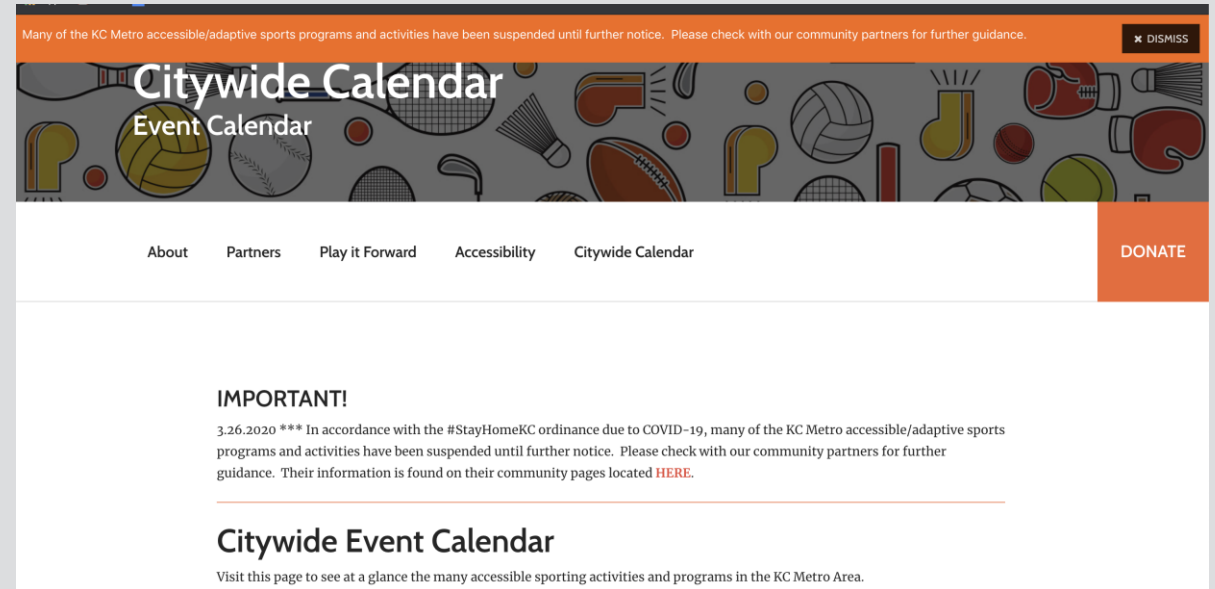 Many of the KC Metro accessible/adaptive sports programs and activities have been suspended until further notice.  Please check with our community partners for further guidance.
✖ DISMISS
Citywide Calendar
Event Calendar
About
Partners
Play it Forward
Accessibility
Citywide Calendar
DONATE
IMPORTANT!
3.26.2020 *** In accordance with the #StayHomeKC ordinance due to COVID-19, many of the KC Metro accessible/adaptive sports
programs and activities have been suspended until further notice.  Please check with our community partners for further
guidance.  Their information is found on their community pages located HERE.
Citywide Event Calendar
Visit this page to see at a glance the many accessible sporting activities and programs in the KC Metro Area.